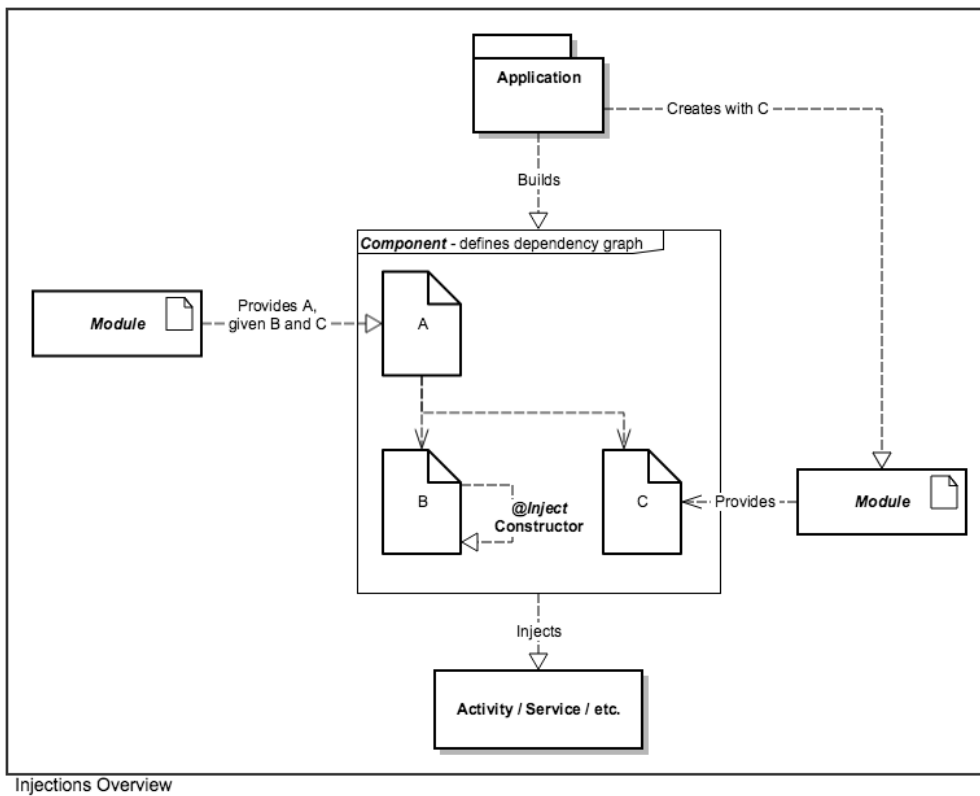 Application
Creates with C
Builds
Component - defines dependency graph
Module
Provides A,
given B and C
A
B
@Inject
Constructor
C
Provides
Module
Injects
Activity / Service / etc.
Injections Overview